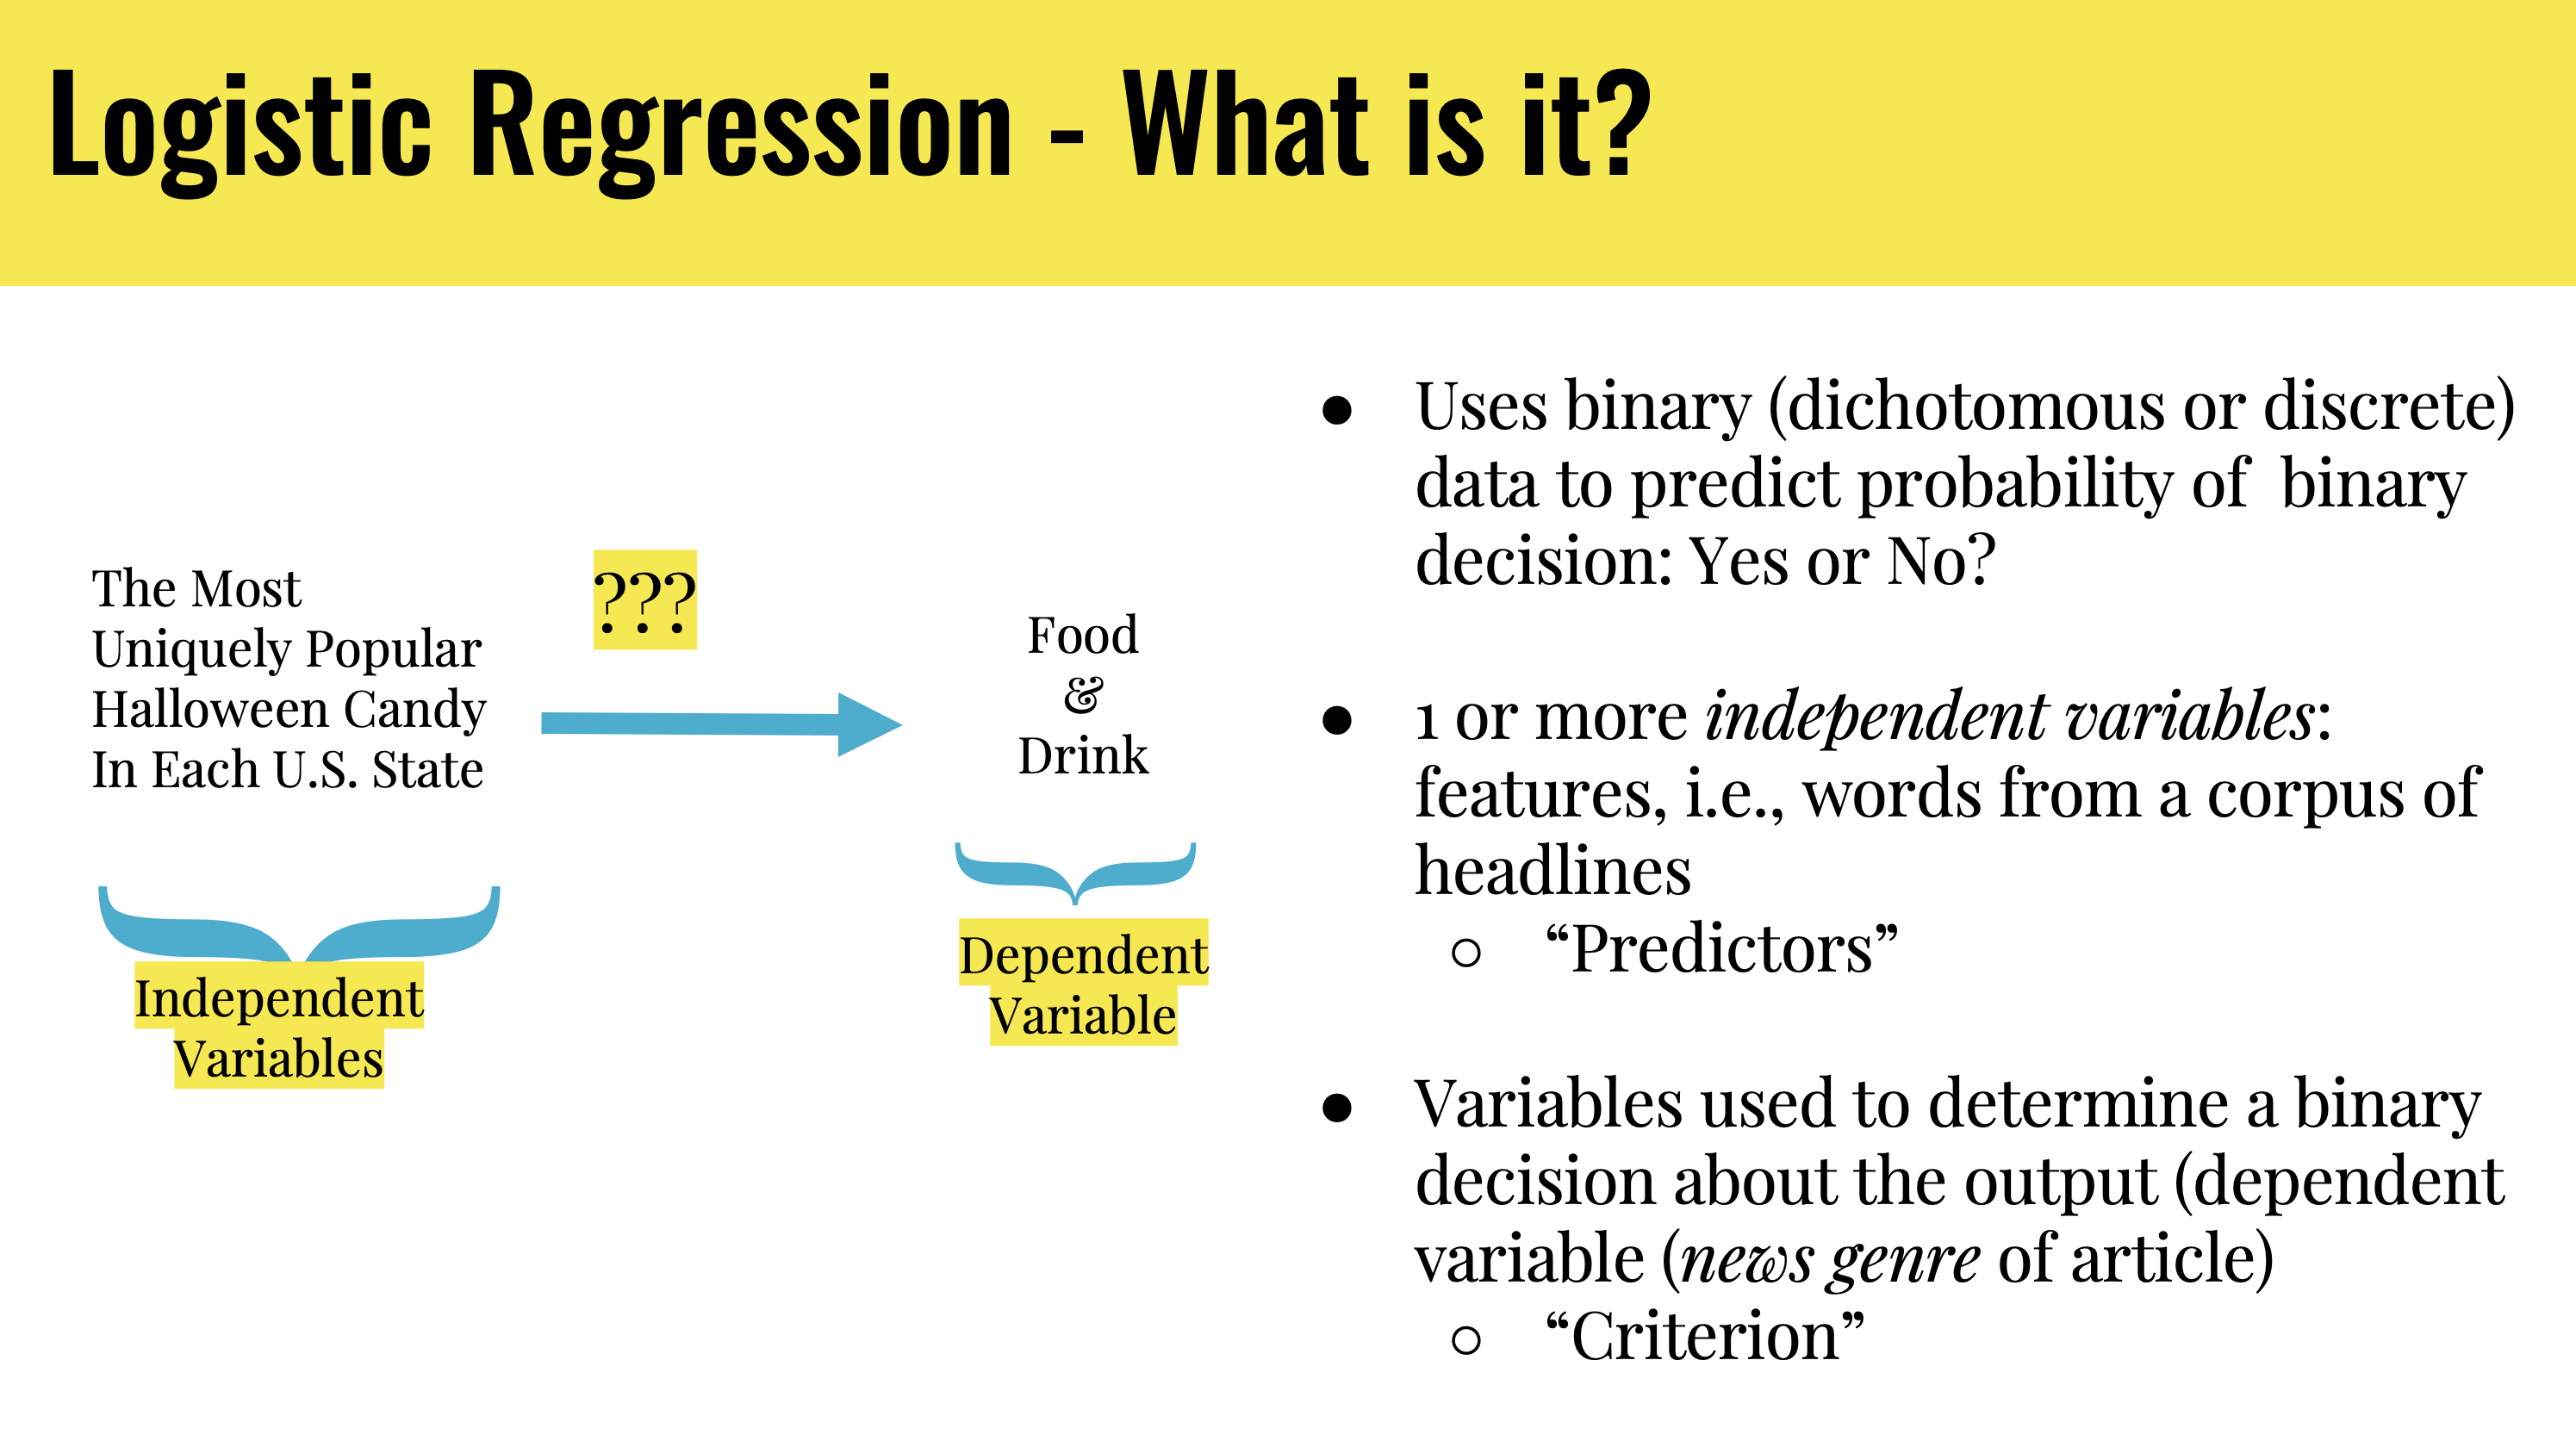 Logistic Regression - What is it?
The Most
Uniquely Popular
Halloween Candy
In Each U.S. State
???
Food
&
Drink
Independent
Variables
Dependent
Variable
● Uses binary (dichotomous or discrete)
data to predict probability of  binary
decision: Yes or No?
● 1 or more independent variables:
features, i.e., words from a corpus of
headlines
○ “Predictors”
● Variables used to determine a binary
decision about the output (dependent
variable (news genre of article)
○ “Criterion”